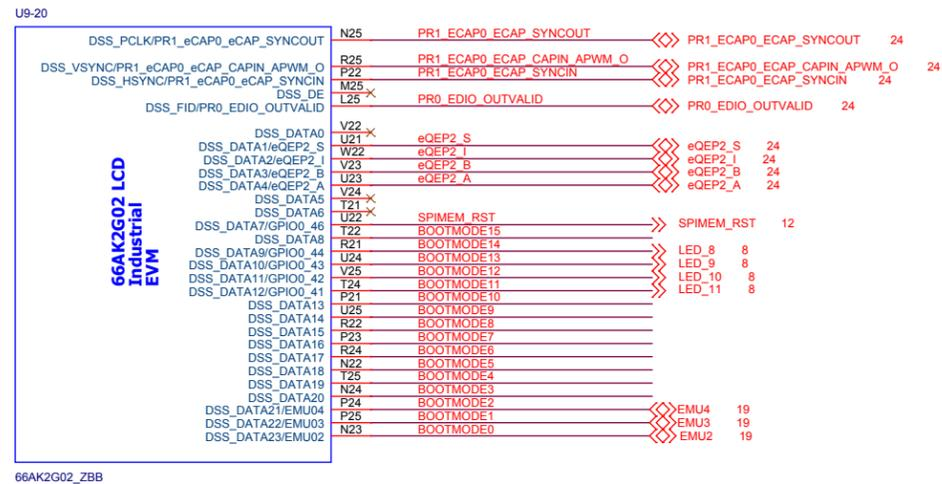 U9-20
DSS_PCLK/PR1_eCAP0_eCAP_SYNCOUT N25 PR1_ECAP0_ECAP_SYNCOUT PR1_ECAP0_ECAP_SYNCOUT 24
DSS_VSYNC/PR1_eCAP0_eCAP_CAPIN_APWM_O R25 PR1_ECAP0_ECAP_CAPIN_APWM_O PR1_ECAP0_ECAP_CAPIN_APWM_O 24
DSS_HSYNC/PR1_eCAP0_eCAP_SYNCIN P22 PR1_ECAP0_ECAP_SYNCIN PR1_ECAP0_ECAP_SYNCIN 24
DSS_DE M25
DSS_FID/PR0_EDIO_OUTVALID L25 PR0_EDIO_OUTVALID PR0_EDIO_OUTVALID 24
DSS_DATA0 V22
DSS_DATA1/eQEP2_S U21 eQEP2_S eQEP2_S 24
DSS_DATA2/eQEP2_I W22 eQEP2_I eQEP2_I 24
DSS_DATA3/eQEP2_B V23 eQEP2_B eQEP2_B 24
DSS_DATA4/eQEP2_A U23 eQEP2_A eQEP2_A 24
DSS_DATA5 V24
DSS_DATA6 T21
DSS_DATA7/GPIO0_46 U22 SPIMEM_RST SPIMEM_RST 12
DSS_DATA8 T22 BOOTMODE15
DSS_DATA9/GPIO0_44 R21 BOOTMODE14 LED_8 8
DSS_DATA10/GPIO0_43 U24 BOOTMODE13 LED_9 8
DSS_DATA11/GPIO0_42 V25 BOOTMODE12 LED_10 8
DSS_DATA12/GPIO0_41 T24 BOOTMODE11 LED_11 8
DSS_DATA13 P21 BOOTMODE10
DSS_DATA14 U25 BOOTMODE9
DSS_DATA15 R22 BOOTMODE8
DSS_DATA16 P23 BOOTMODE7
DSS_DATA17 R24 BOOTMODE6
DSS_DATA18 N22 BOOTMODE5
DSS_DATA19 T25 BOOTMODE4
DSS_DATA20 N24 BOOTMODE3
DSS_DATA21/EMU04 P24 BOOTMODE2 EMU4 19
DSS_DATA22/EMU03 P25 BOOTMODE1 EMU3 19
DSS_DATA23/EMU02 N23 BOOTMODE0 EMU2 19
66AK2G02 LCD
Industrial
EVM
66AK2G02_ZBB